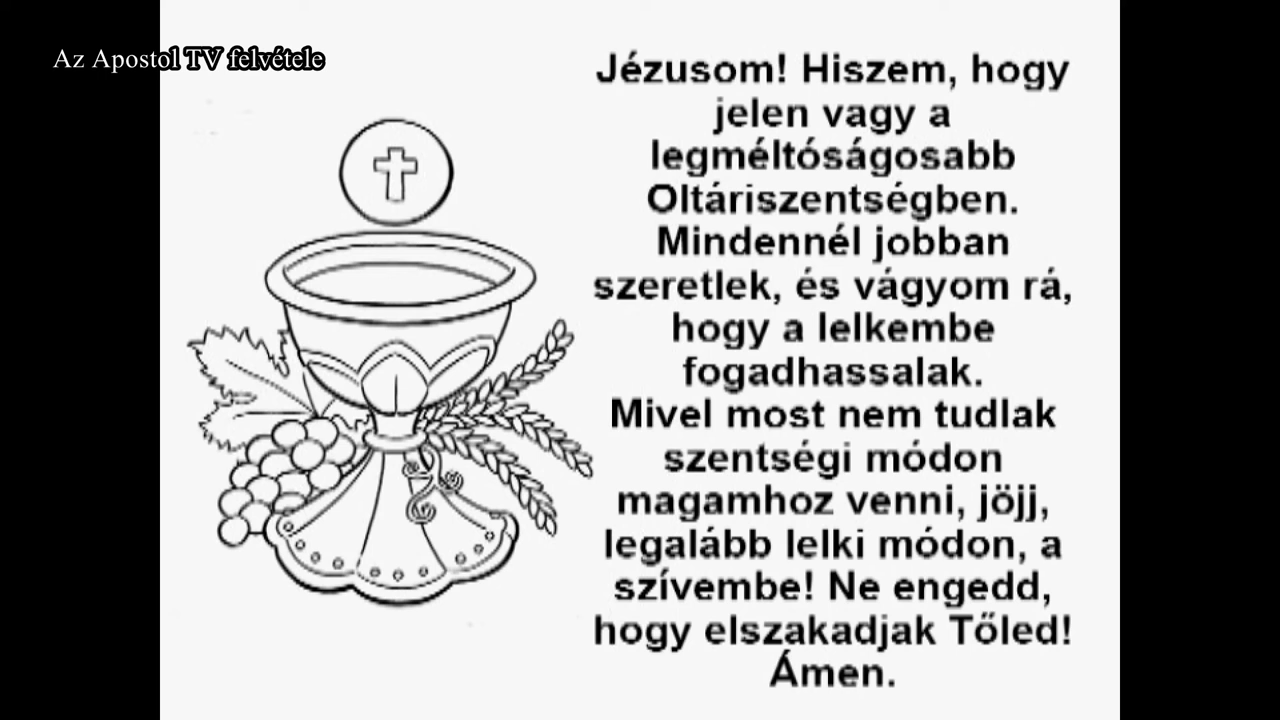 Az Apostol TV felvétele
Jézusom! Hiszem, hogy
jelen vagy a
legméltóságosabb
Oltáriszentségben.
Mindennél jobban
szeretlek, és vágyom rá,
hogy a lelkembe
fogadhassalak.
Mivel most nem tudlak
szentségi módon
magamhoz venni, jöjj,
legalább lelki módon, a
szívembe! Ne engedd,
hogy elszakadjak Tőled!
Ámen.